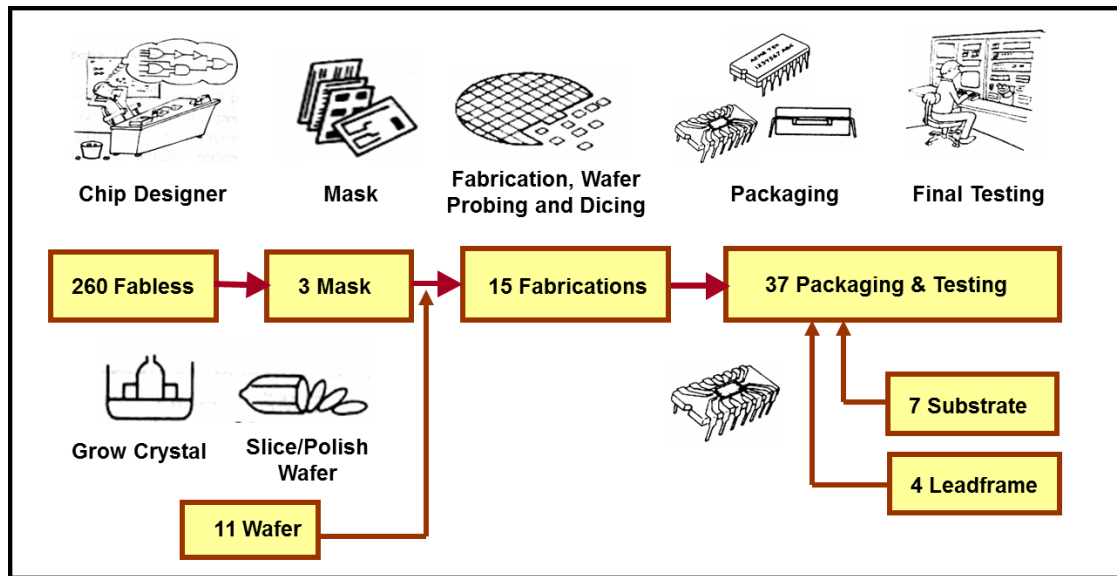 Chip Designer
Mask
Fabrication, Wafer
Probing and Dicing
Packaging
Final Testing
260 Fabless
3 Mask
15 Fabrications
37 Packaging & Testing
Grow Crystal
Slice/Polish
Wafer
7 Substrate
4 Leadframe
11 Wafer